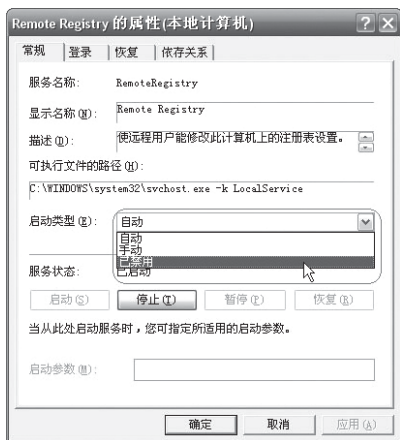 Remote Registry 的属性(本地计算机)
常规 登录 恢复 依存关系
服务名称: RemoteRegistry
显示名称(N): Remote Registry
描述(D): 使远程用户能修改此计算机上的注册表设置。
可执行文件的路径(H):
C:\WINDOWS\system32\svchost.exe -k LocalService
启动类型(E): 自动
自动
手动
已禁用
服务状态: 已启动
启动(S) 停止(T) 暂停(P) 恢复(R)
当从此处启动服务时,您可指定所适用的启动参数。
启动参数(M):
确定 取消 应用(A)